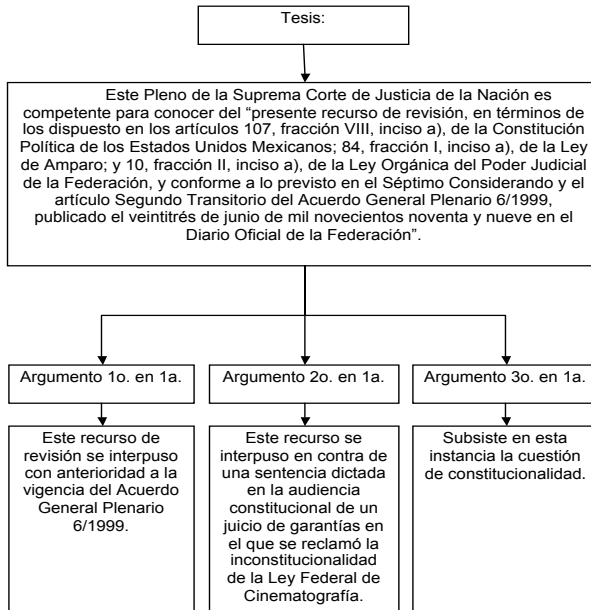 Tesis:
Este Pleno de la Suprema Corte de Justicia de la Nación es
competente para conocer del “presente recurso de revisión, en términos de
los dispuesto en los artículos 107, fracción VIII, inciso a), de la Constitución
Política de los Estados Unidos Mexicanos; 84, fracción I, inciso a), de la Ley
de Amparo; y 10, fracción II, inciso a), de la Ley Orgánica del Poder Judicial
de la Federación, y conforme a lo previsto en el Séptimo Considerando y el
artículo Segundo Transitorio del Acuerdo General Plenario 6/1999,
publicado el veintitrés de junio de mil novecientos noventa y nueve en el
Diario Oficial de la Federación”.
Argumento 1o. en 1a.
Este recurso de
revisión se interpuso
con anterioridad a la
vigencia del Acuerdo
General Plenario
6/1999.
Argumento 2o. en 1a.
Este recurso se
interpuso en contra de
una sentencia dictada
en la audiencia
constitucional de un
juicio de garantías en
el que se reclamó la
inconstitucionalidad
de la Ley Federal de
Cinematografía.
Argumento 3o. en 1a.
Subsiste en esta
instancia la cuestión
de constitucionalidad.